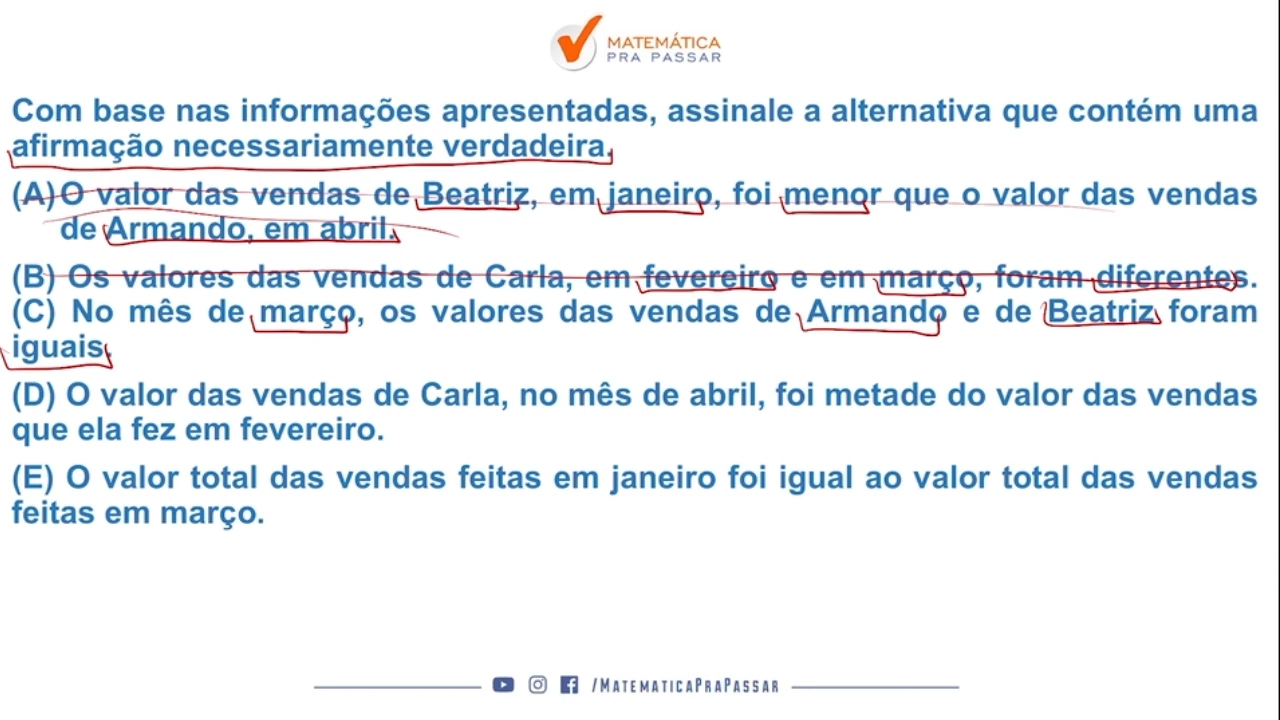 MATEMÁTICA
PRA PASSAR
Com base nas informações apresentadas, assinale a alternativa que contém uma
afirmação necessariamente verdadeira.
(A) O valor das vendas de Beatriz, em janeiro, foi menor que o valor das vendas
de Armando, em abril.
(B) Os valores das vendas de Carla, em fevereiro e em março, foram diferentes.
(C) No mês de março, os valores das vendas de Armando e de Beatriz foram
iguais.
(D) O valor das vendas de Carla, no mês de abril, foi metade do valor das vendas
que ela fez em fevereiro.
(E) O valor total das vendas feitas em janeiro foi igual ao valor total das vendas
feitas em março.
/MATEMATICAPRAPASSAR